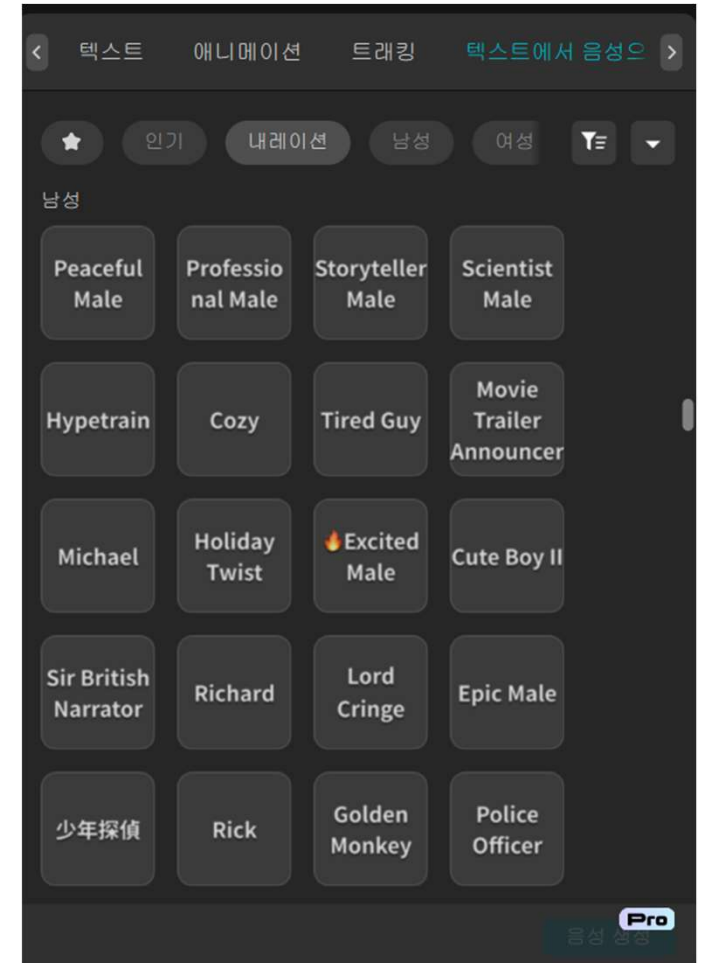 텍스트 애니메이션 트래킹 텍스트에서 음성으
인기 내레이션 남성 여성
남성
Peaceful
Male
Professio
nal Male
Storyteller
Male
Scientist
Male
Hypetrain
Cozy
Tired Guy
Movie
Trailer
Announcer
Michael
Holiday
Twist
🔥Excited
Male
Cute Boy II
Sir British
Narrator
Richard
Lord
Cringe
Epic Male
少年探偵
Rick
Golden
Monkey
Police
Officer
Pro
음성 생성